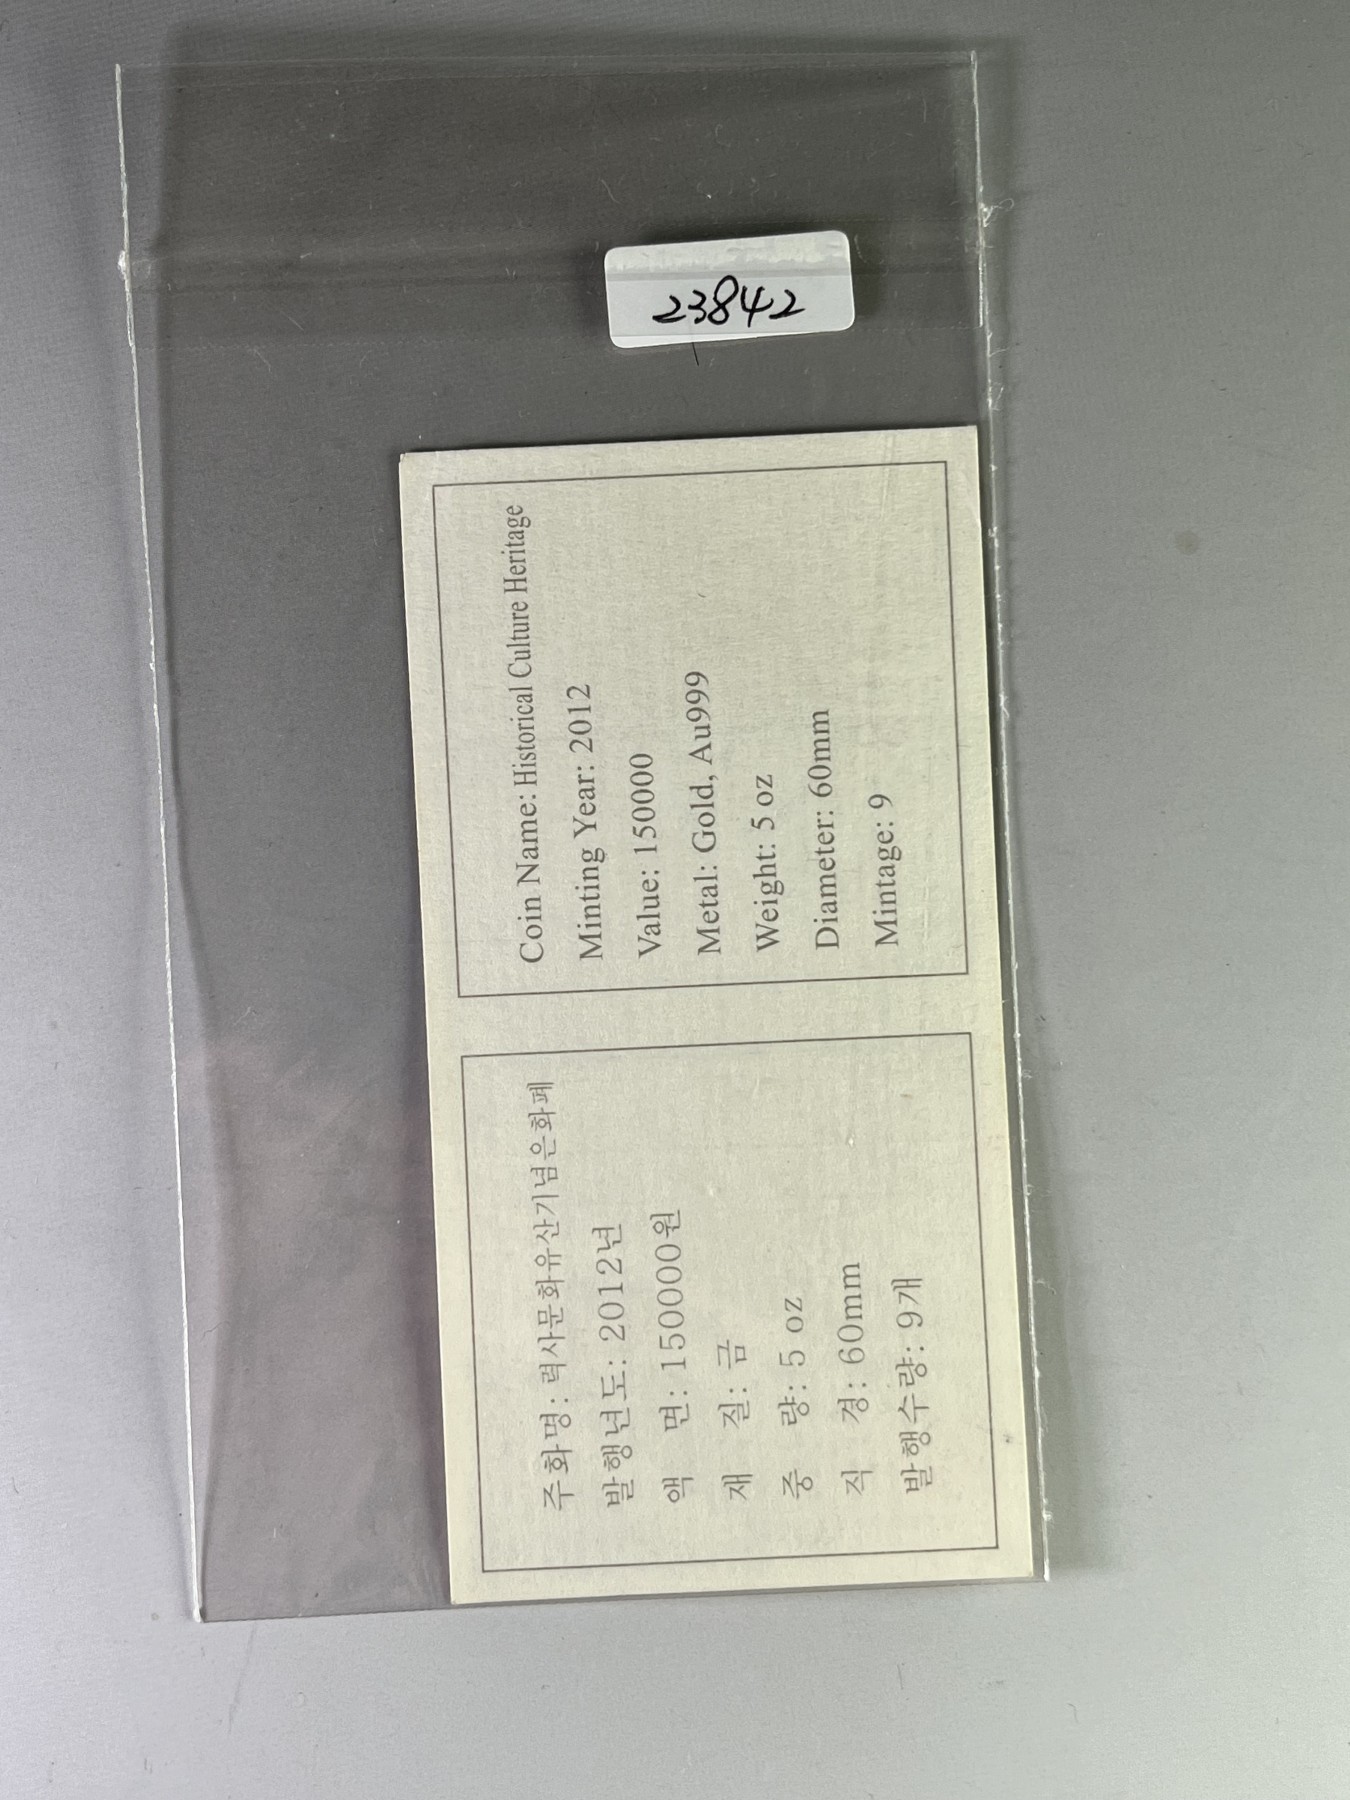 23842
주화명: 력사문화유산기념은화폐
발행년도: 2012년
액 면: 150000원
재 질: 금
중 량: 5 oz
직 경: 60mm
발행수량: 9개
Coin Name: Historical Culture Heritage
Minting Year: 2012
Value: 150000
Metal: Gold, Au999
Weight: 5 oz
Diameter: 60mm
Mintage: 9